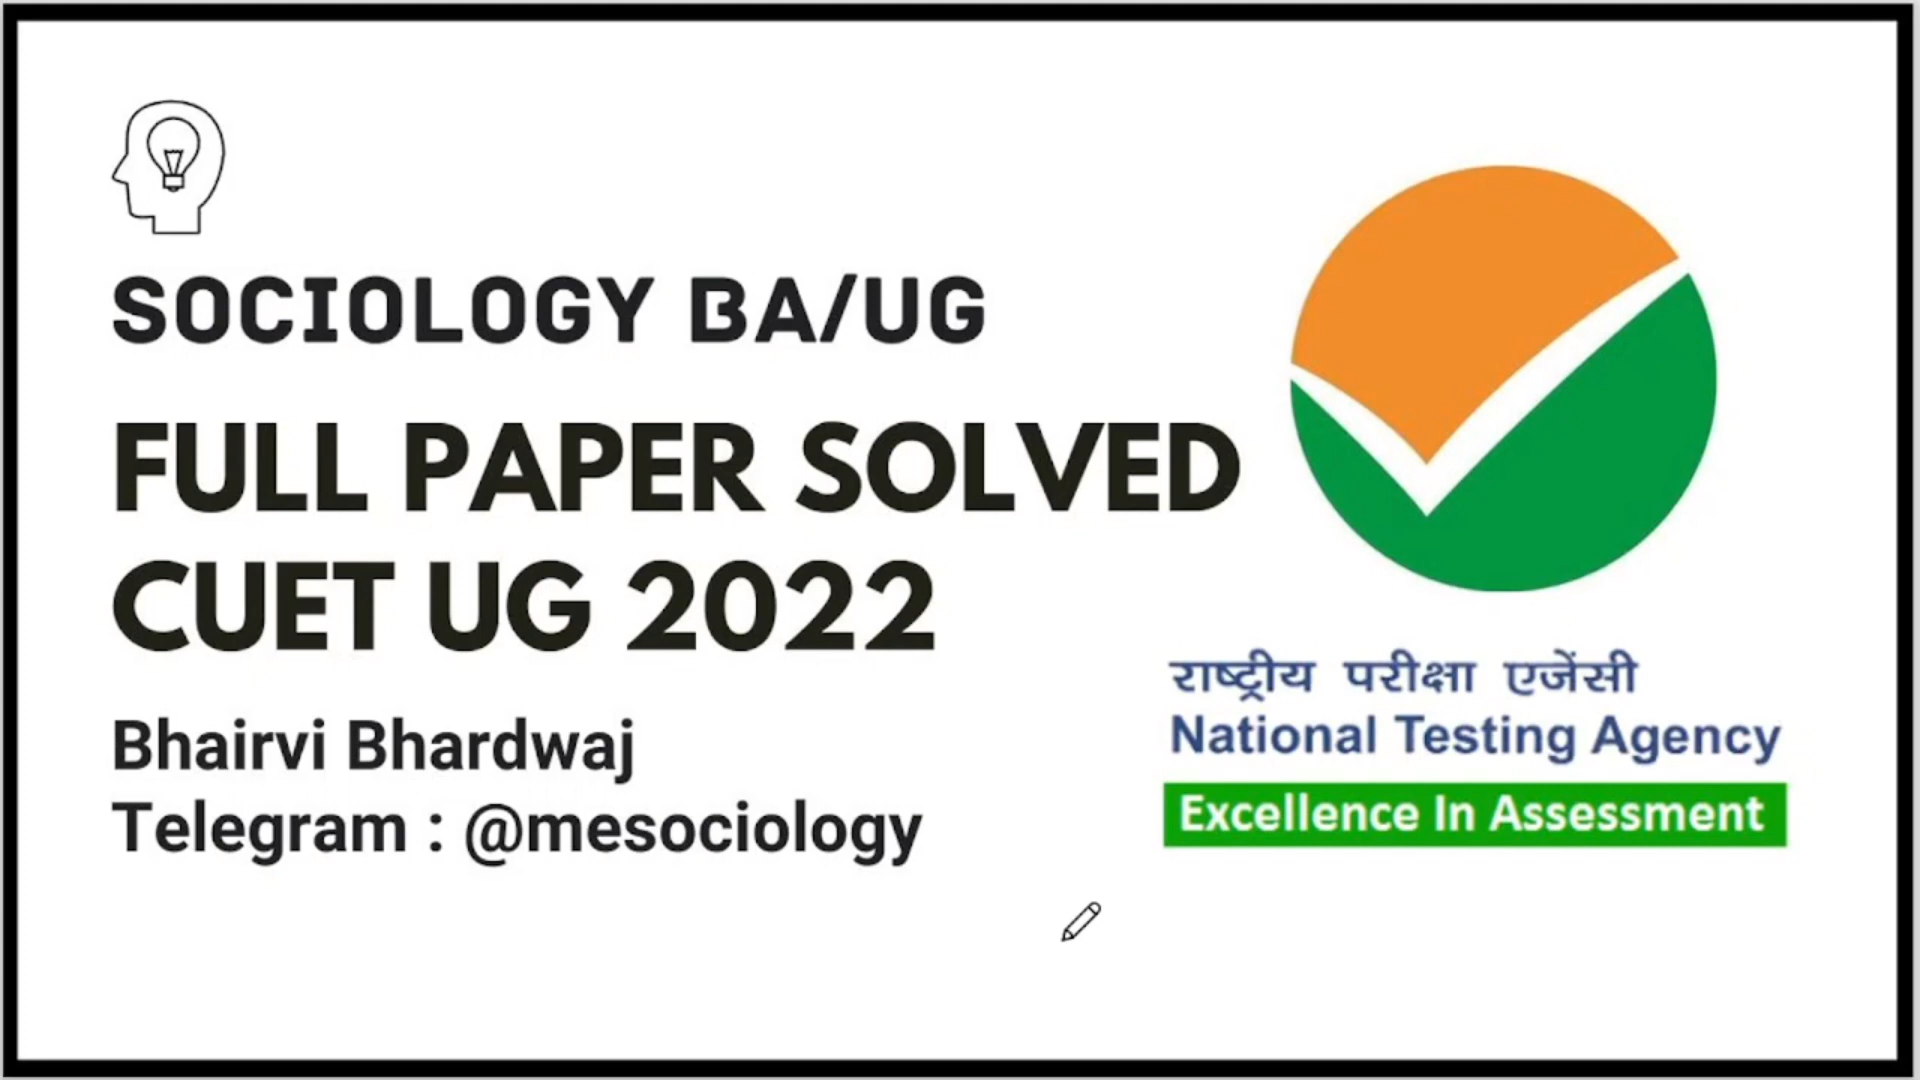 SOCIOLOGY BA/UG
FULL PAPER SOLVED
CUET UG 2022
Bhairvi Bhardwaj
Telegram : @mesociology
राष्ट्रीय परीक्षा एजेंसी
National Testing Agency
Excellence In Assessment